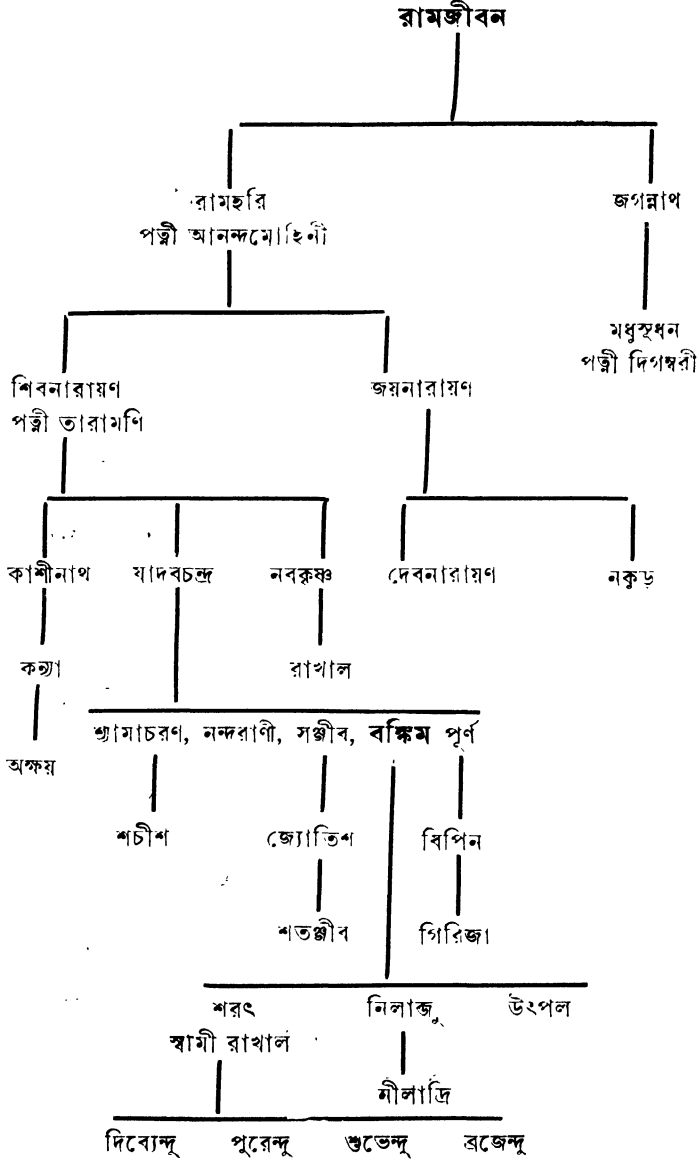 রামজীবন
রামহরি জগন্নাথ
পত্নী আনন্দমোহিনী
মধুসূধন
পত্নী দিগম্বরী
শিবনারায়ণ জয়নারায়ণ
পত্নী তারামণি
কাশীনাথ যাদবচন্দ্র নবকৃষ্ণ দেবনারায়ণ নকুড়
কন্যা রাখাল
শ্যামাচরণ, নন্দরাণী, সঞ্জীব, বঙ্কিম পূর্ণ
অক্ষয়
শচীশ জ্যোতিশ বিপিন
শতঞ্জীব গিরিজা
শরৎ নিলাব্জ উৎপল
স্বামী রাখাল
নীলাদ্রি
দিব্যেন্দু পুরেন্দু শুভেন্দু ব্রজেন্দু